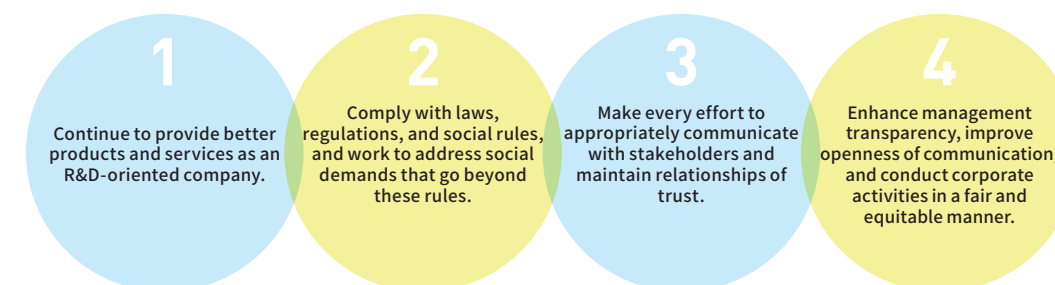 1
Continue to provide better
products and services as an
R&D-oriented company.
2
Comply with laws,
regulations, and social rules,
and work to address social
demands that go beyond
these rules.
3
Make every effort to
appropriately communicate
with stakeholders and
maintain relationships of
trust.
4
Enhance management
transparency, improve
openness of communication
and conduct corporate
activities in a fair and
equitable manner.